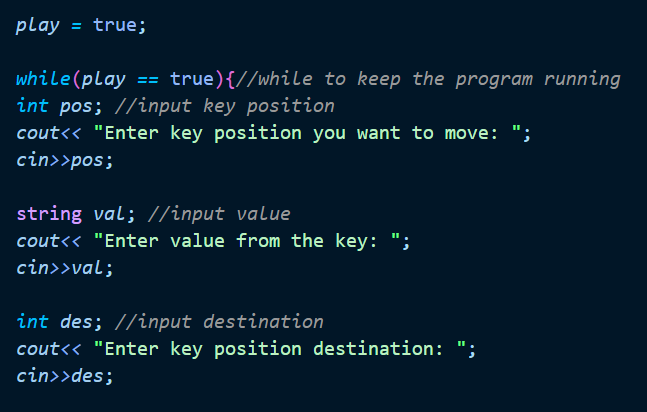 play = true;
while(play == true){//while to keep the program running
int pos; //input key position
cout<< "Enter key position you want to move: ";
cin>>pos;
string val; //input value
cout<< "Enter value from the key: ";
cin>>val;
int des; //input destination
cout<< "Enter key position destination: ";
cin>>des;